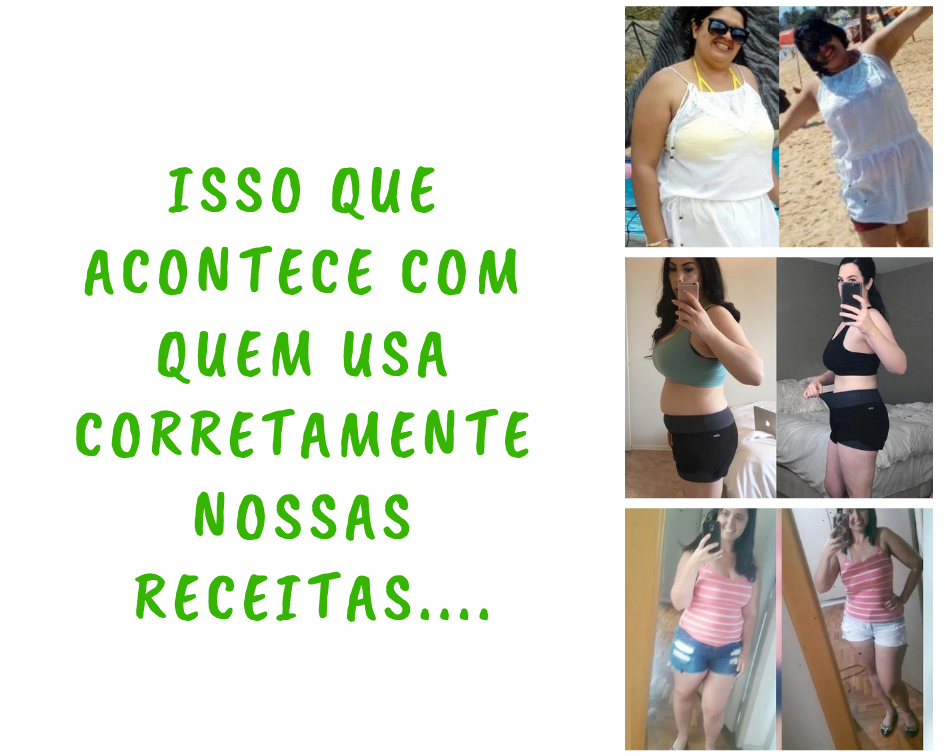 ISSO QUE
ACONTECE COM
QUEM USA
CORRETAMENTE
NOSSAS
RECEITAS....